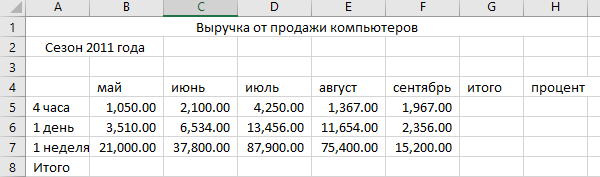 A B C D E F G H
1 Выручка от продажи компьютеров
2 Сезон 2011 года
3
4 май июнь июль август сентябрь итого процент
5 4 часа 1,050.00 2,100.00 4,250.00 1,367.00 1,967.00
6 1 день 3,510.00 6,534.00 13,456.00 11,654.00 2,356.00
7 1 неделя 21,000.00 37,800.00 87,900.00 75,400.00 15,200.00
8 Итого